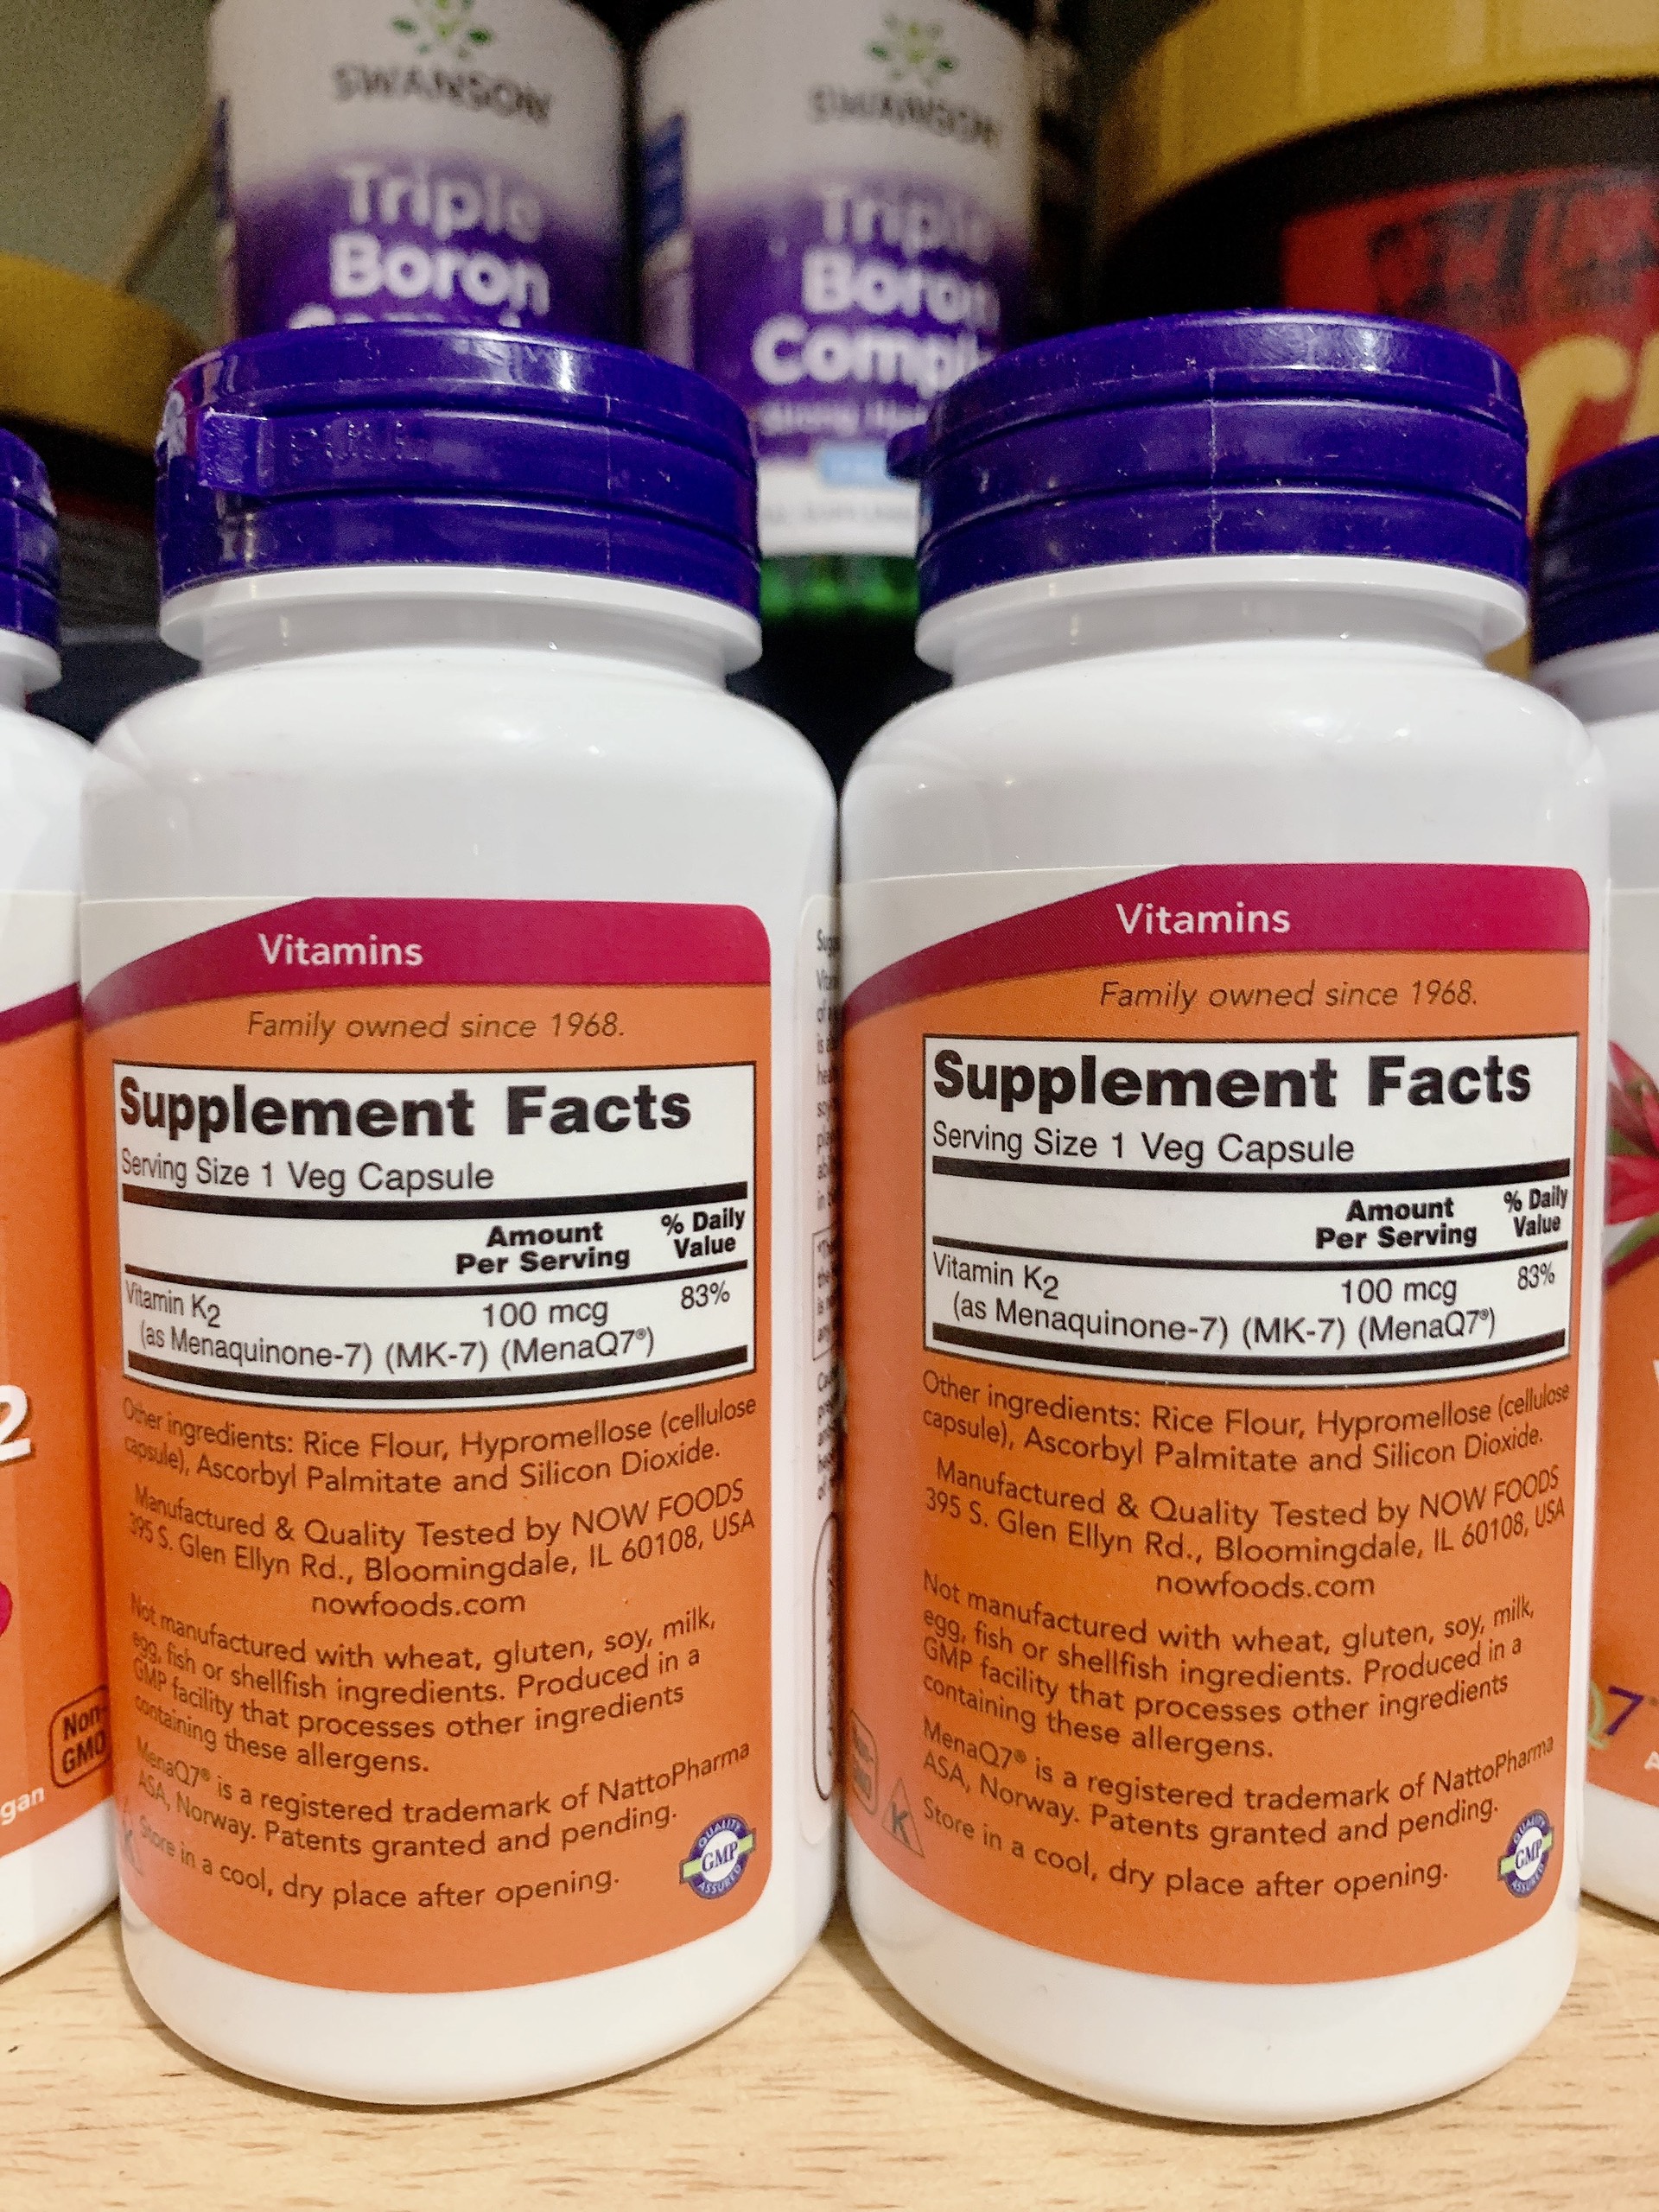 SWANSON
Triple
Boron
SWANSON
Triple
Boron
Compl
Vitamins
Family owned since 1968.
Supplement Facts
Serving Size 1 Veg Capsule
Amount Per Serving
% Daily Value
Vitamin K2 100 mcg 83%
(as Menaquinone-7) (MK-7) (MenaQ7®)
Other ingredients: Rice Flour, Hypromellose (cellulose
capsule), Ascorbyl Palmitate and Silicon Dioxide.
Manufactured & Quality Tested by NOW FOODS
395 S. Glen Ellyn Rd., Bloomingdale, IL 60108, USA
nowfoods.com
Not manufactured with wheat, gluten, soy, milk,
egg, fish or shellfish ingredients. Produced in a
GMP facility that processes other ingredients
containing these allergens.
MenaQ7® is a registered trademark of NattoPharma
ASA, Norway. Patents granted and pending.
Store in a cool, dry place after opening.
QUALITY
GMP
ASSURED
Vitamins
Family owned since 1968.
Supplement Facts
Serving Size 1 Veg Capsule
Amount Per Serving
% Daily Value
Vitamin K2 100 mcg 83%
(as Menaquinone-7) (MK-7) (MenaQ7®)
Other ingredients: Rice Flour, Hypromellose (cellulose
capsule), Ascorbyl Palmitate and Silicon Dioxide.
Manufactured & Quality Tested by NOW FOODS
395 S. Glen Ellyn Rd., Bloomingdale, IL 60108, USA
nowfoods.com
Not manufactured with wheat, gluten, soy, milk,
egg, fish or shellfish ingredients. Produced in a
GMP facility that processes other ingredients
containing these allergens.
MenaQ7® is a registered trademark of NattoPharma
ASA, Norway. Patents granted and pending.
Store in a cool, dry place after opening.
K
QUALITY
GMP
ASSURED
2
Non-
GMO
gan
7